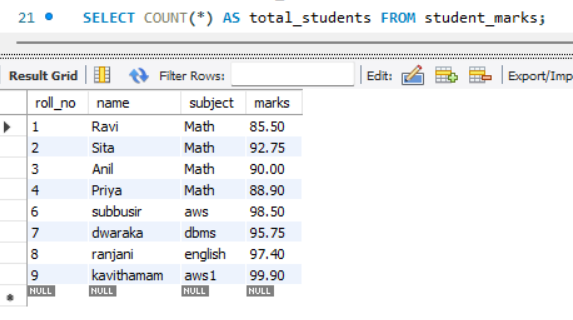 21 SELECT COUNT(*) AS total_students FROM student_marks;
Result Grid Filter Rows: Edit: Export/Imp
roll_no name subject marks
1 Ravi Math 85.50
2 Sita Math 92.75
3 Anil Math 90.00
4 Priya Math 88.90
6 subbusir aws 98.50
7 dwaraka dbms 95.75
8 ranjani english 97.40
9 kavithamam aws1 99.90
NULL NULL NULL NULL